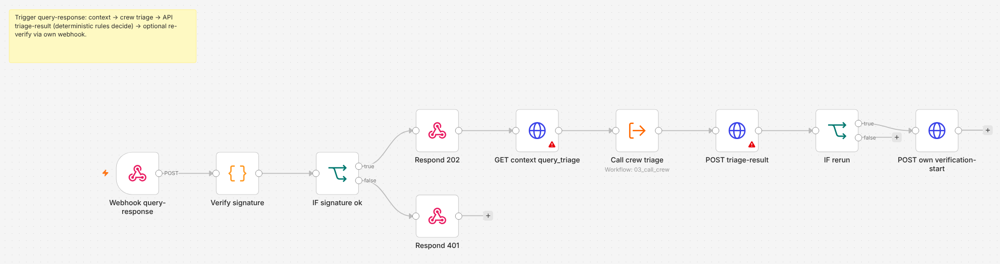 Trigger query-response: context → crew triage → API
triage-result (deterministic rules decide) → optional re-
verify via own webhook.
Respond 202
GET context query_triage
Call crew triage
Workflow: 03_call_crew
POST triage-result
IF rerun
true
false
POST own verification-
start
Webhook query-
response
POST
Verify signature
IF signature ok
true
false
Respond 401